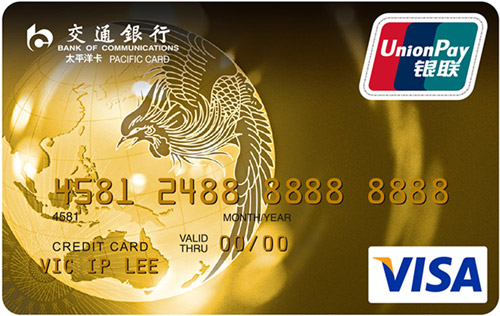 交通銀行
BANK OF COMMUNICATIONS
太平洋卡 PACIFIC CARD
UnionPay
银联
4581 2488 8888 8888
4581
MONTH/YEAR
CREDIT CARD
VALID THRU 00/00
VIC IP LEE
VISA